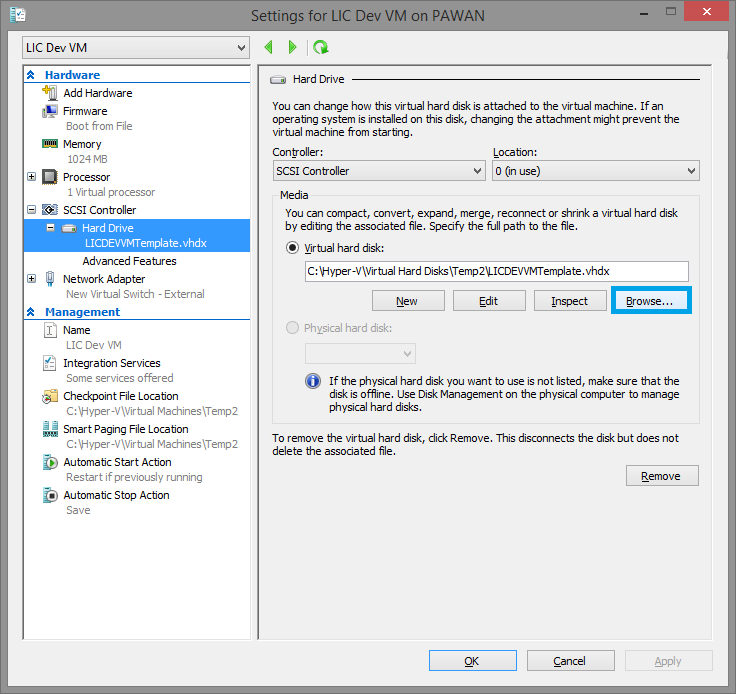 Settings for LIC Dev VM on PAWAN
LIC Dev VM
Hardware
Add Hardware
Firmware
Boot from File
Memory
1024 MB
Processor
1 Virtual processor
SCSI Controller
Hard Drive
LICDEVVMTemplate.vhdx
Advanced Features
Network Adapter
New Virtual Switch - External
Management
Name
LIC Dev VM
Integration Services
Some services offered
Checkpoint File Location
C:\Hyper-V\Virtual Machines\Temp2
Smart Paging File Location
C:\Hyper-V\Virtual Machines\Temp2
Automatic Start Action
Restart if previously running
Automatic Stop Action
Save
Hard Drive
You can change how this virtual hard disk is attached to the virtual machine. If an
operating system is installed on this disk, changing the attachment might prevent the
virtual machine from starting.
Controller: Location:
SCSI Controller 0 (in use)
Media
You can compact, convert, expand, merge, reconnect or shrink a virtual hard disk
by editing the associated file. Specify the full path to the file.
Virtual hard disk:
C:\Hyper-V\Virtual Hard Disks\Temp2\LICDEVVMTemplate.vhdx
New Edit Inspect Browse...
Physical hard disk:
If the physical hard disk you want to use is not listed, make sure that the
disk is offline. Use Disk Management on the physical computer to manage
physical hard disks.
To remove the virtual hard disk, click Remove. This disconnects the disk but does not
delete the associated file.
Remove
OK Cancel Apply